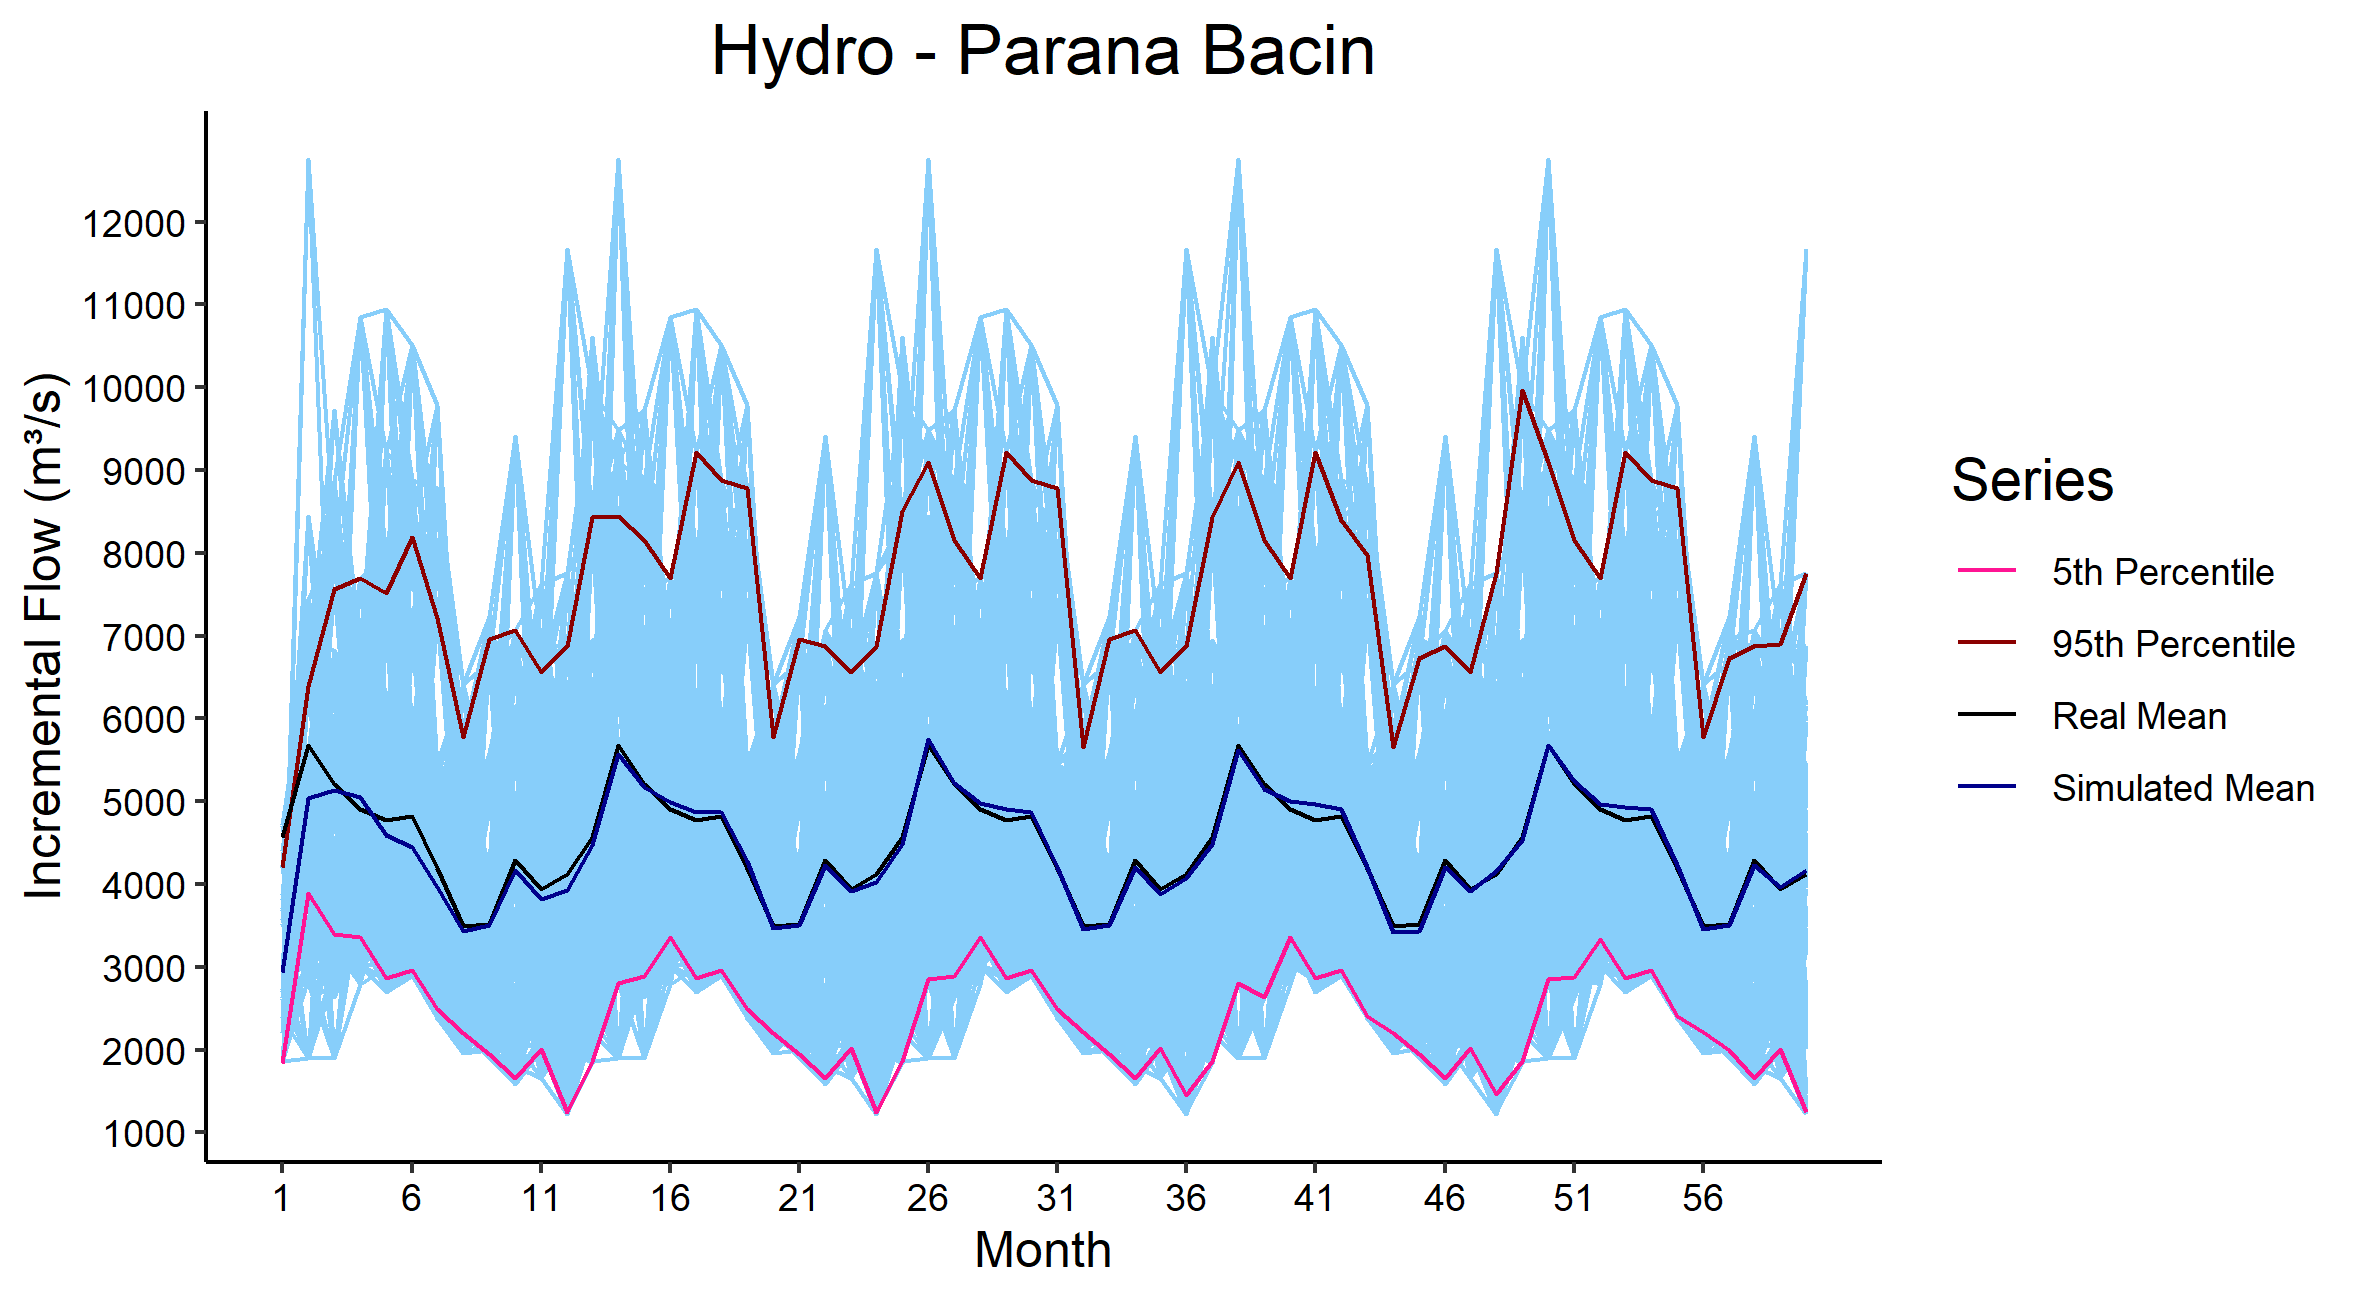 Hydro - Parana Bacin
Incremental Flow (m³/s)
12000
11000
10000
9000
8000
7000
6000
5000
4000
3000
2000
1000
1 6 11 16 21 26 31 36 41 46 51 56
Month
Series
5th Percentile
95th Percentile
Real Mean
Simulated Mean